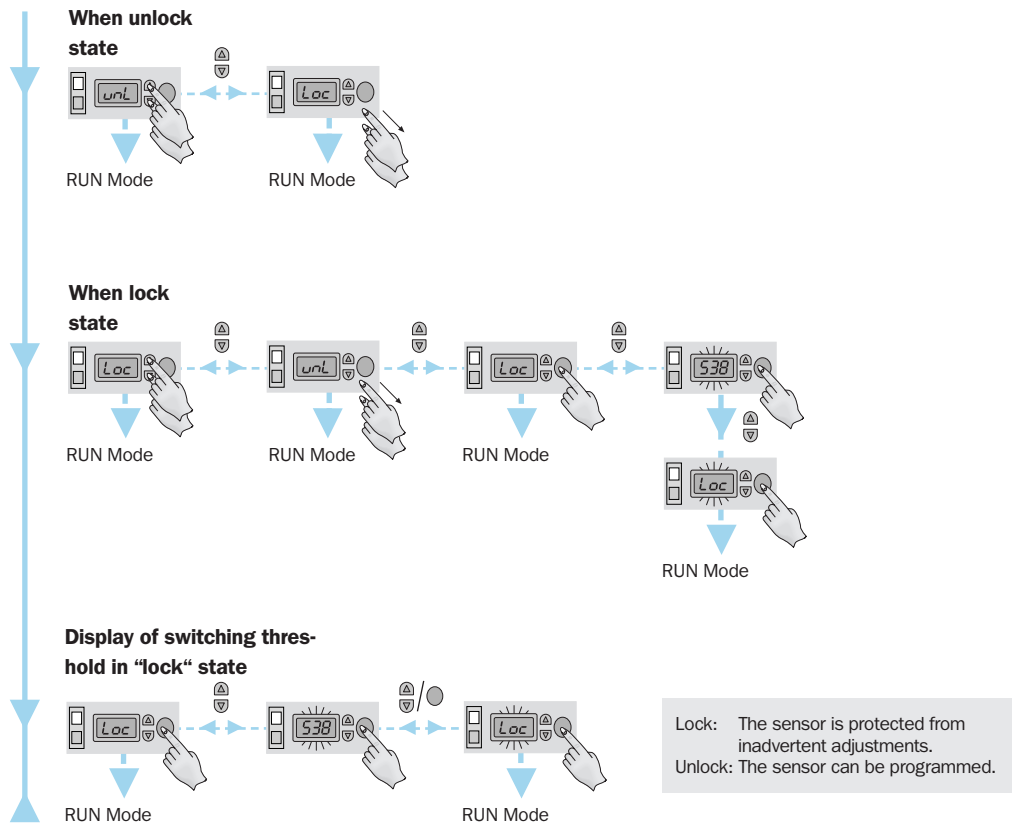 When unlock
state
unL
Loc
RUN Mode
RUN Mode
When lock
state
Loc
unL
Loc
538
RUN Mode
RUN Mode
RUN Mode
Loc
RUN Mode
Display of switching thres-
hold in “lock“ state
Loc
538
Loc
RUN Mode
RUN Mode
Lock: The sensor is protected from
inadvertent adjustments.
Unlock: The sensor can be programmed.